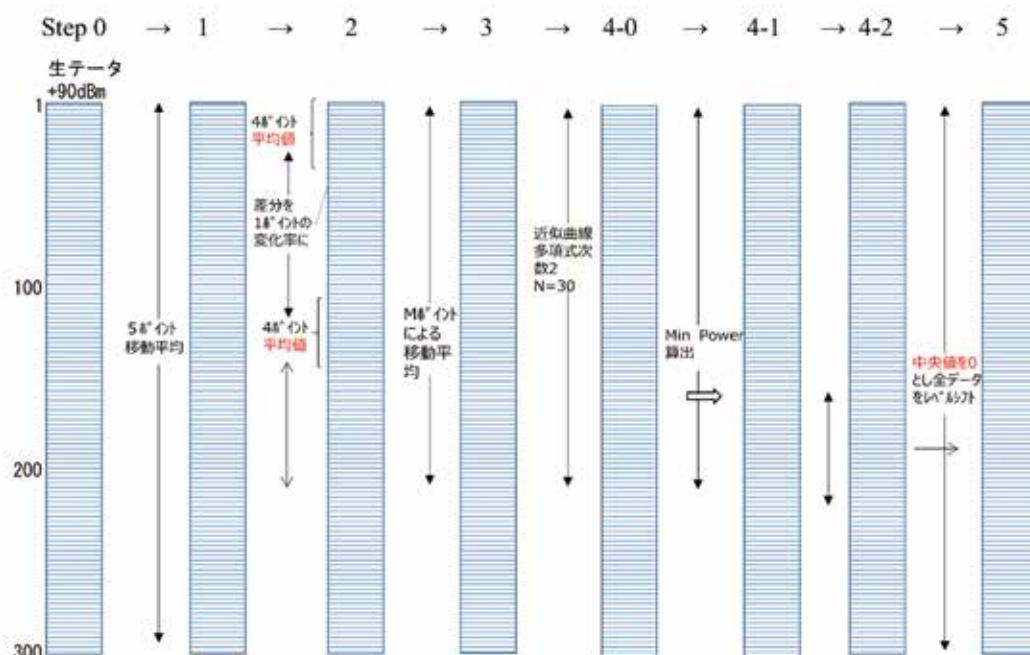 Step 0 → 1 → 2 → 3 → 4-0 → 4-1 → 4-2 → 5
生データ
+90dBm
1
100
200
300
5ポイント
移動平均
4ポイント
平均値
差分を
1ポイントの
変化率に
4ポイント
平均値
Mポイント
による
移動平
均
近似曲線
多項式次
数2
N=30
Min Power
算出
中央値を0
とし全データ
をレベルシフト